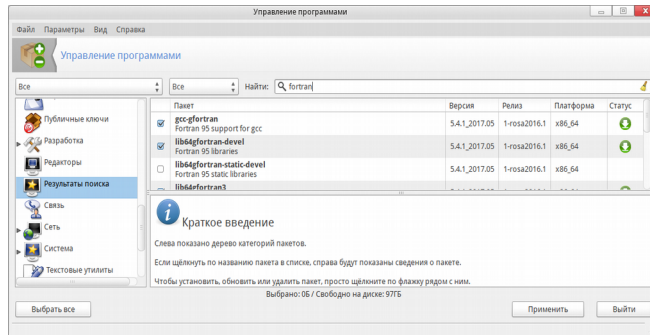 Управление программами
Файл Параметры Вид Справка
Управление программами
Все Все Найти: fortran
Публичные ключи
Разработка
Редакторы
Результаты поиска
Связь
Сеть
Система
Текстовые утилиты
Пакет Версия Релиз Платформа Статус
gcc-gfortran 5.4.1_2017.05 1-rosa2016.1 x86_64
Fortran 95 support for gcc
lib64gfortran-devel 5.4.1_2017.05 1-rosa2016.1 x86_64
Fortran 95 libraries
lib64gfortran-static-devel 5.4.1_2017.05 1-rosa2016.1 x86_64
Fortran 95 static libraries
lib64gfortran3
Краткое введение
Слева показано дерево категорий пакетов.
Если щёлкнуть по названию пакета в списке, справа будут показаны сведения о пакете.
Чтобы установить, обновить или удалить пакет, просто щёлкните по флажку рядом с ним.
Выбрано: 0Б / Свободно на диске: 97ГБ
Выбрать все Применить Выйти